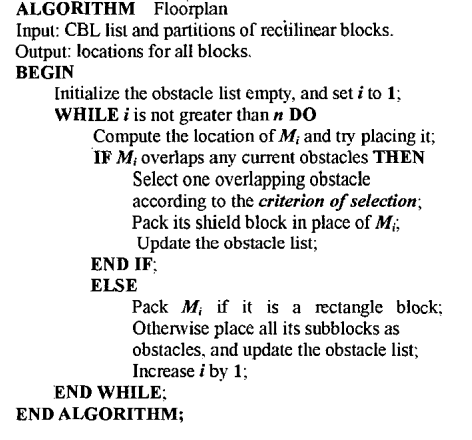 ALGORITHM Floorplan
Input: CBL list and partitions of rectilinear blocks.
Output: locations for all blocks.
BEGIN
Initialize the obstacle list empty, and set i to 1;
WHILE i is not greater than n DO
Compute the location of Mi and try placing it;
IF Mi overlaps any current obstacles THEN
Select one overlapping obstacle
according to the criterion of selection;
Pack its shield block in place of Mi;
Update the obstacle list;
END IF;
ELSE
Pack Mi if it is a rectangle block;
Otherwise place all its subblocks as
obstacles, and update the obstacle list;
Increase i by 1;
END WHILE;
END ALGORITHM;